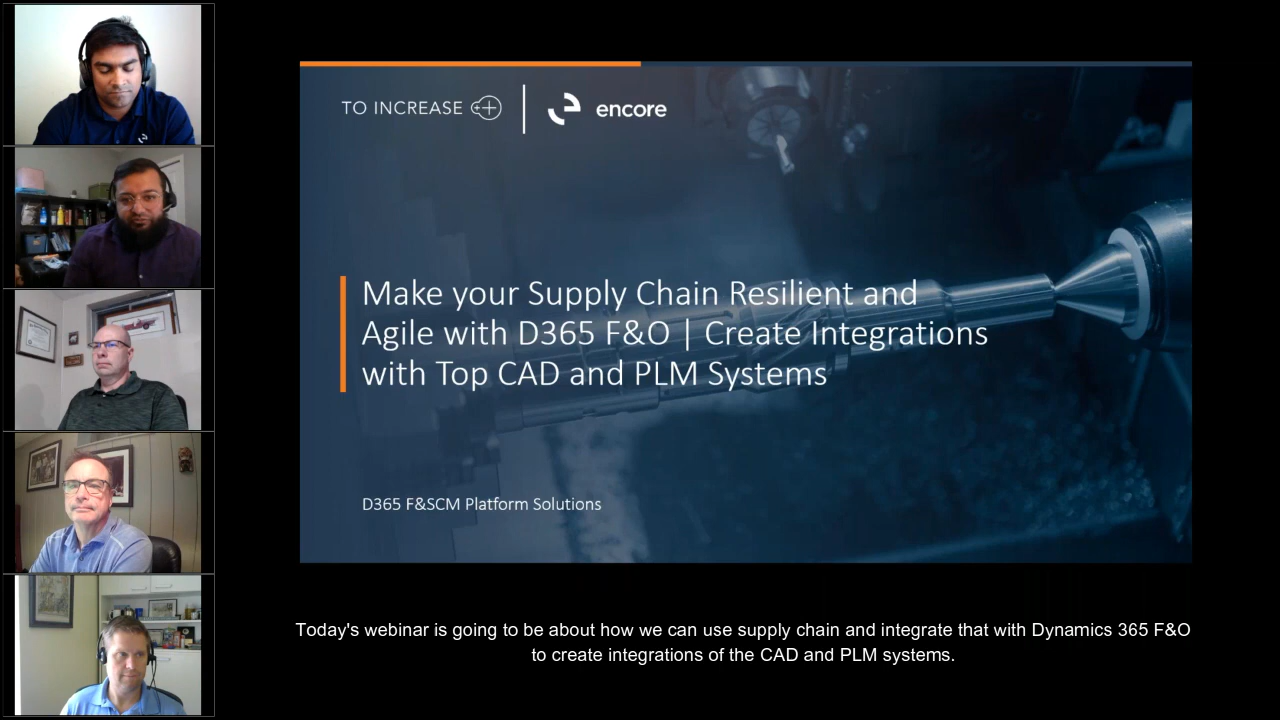 TO INCREASE
encore
Make your Supply Chain Resilient and
Agile with D365 F&O | Create Integrations
with Top CAD and PLM Systems
D365 F&SCM Platform Solutions
Today's webinar is going to be about how we can use supply chain and integrate that with Dynamics 365 F&O
to create integrations of the CAD and PLM systems.